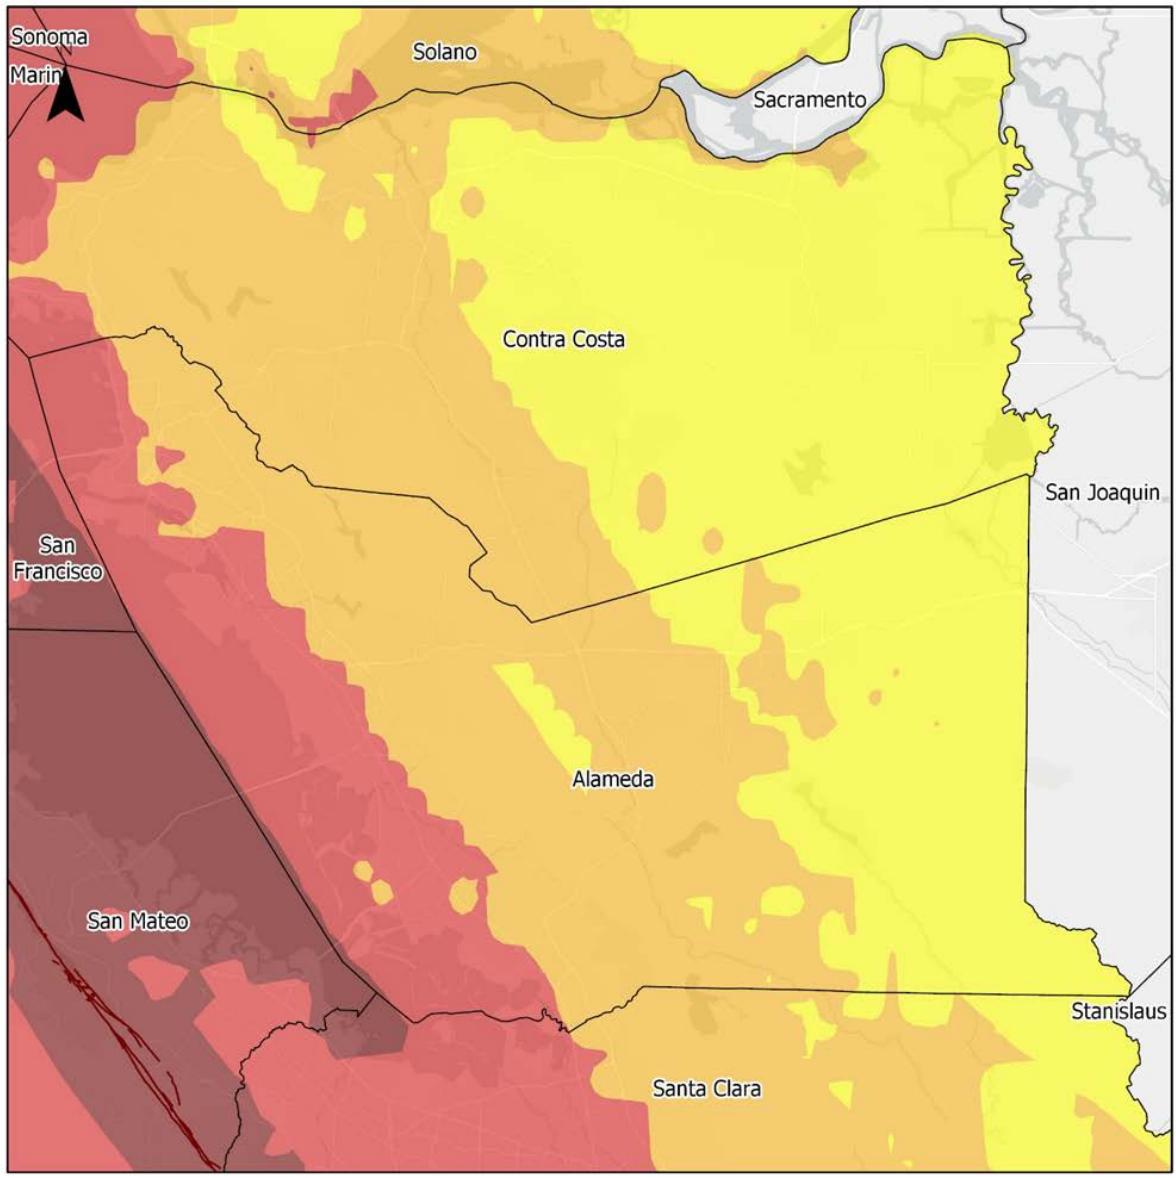 Sonoma
Solano
Marin
Sacramento
Contra Costa
San Joaquin
San
Francisco
Alameda
San Mateo
Stanislaus
Santa Clara